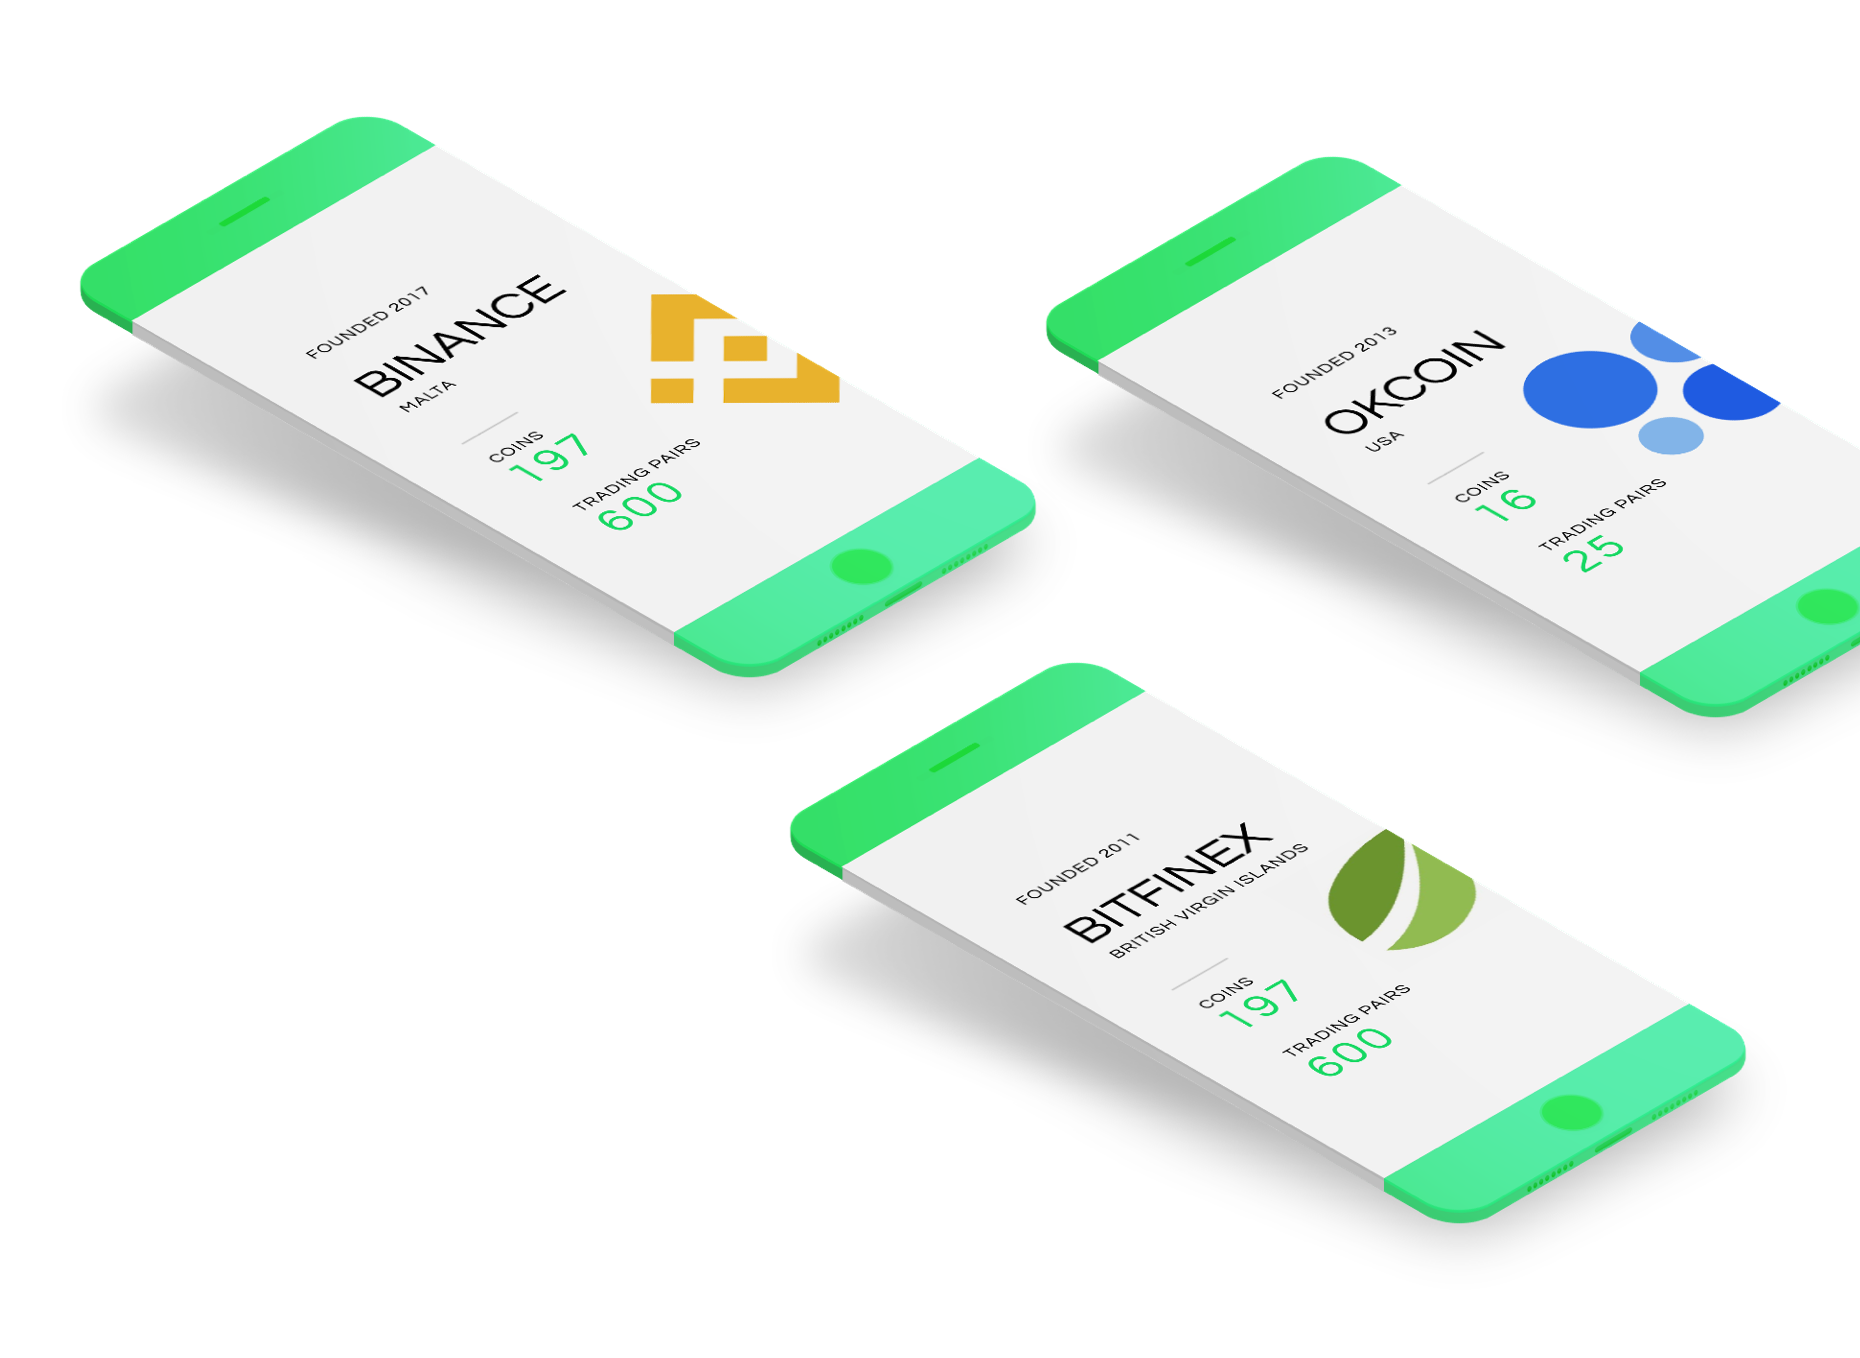 FOUNDED 2017
BINANCE
MALTA
COINS
197
TRADING PAIRS
600
FOUNDED 2013
OKCOIN
USA
COINS
16
TRADING PAIRS
25
FOUNDED 2011
BITFINEX
BRITISH VIRGIN ISLANDS
COINS
197
TRADING PAIRS
600